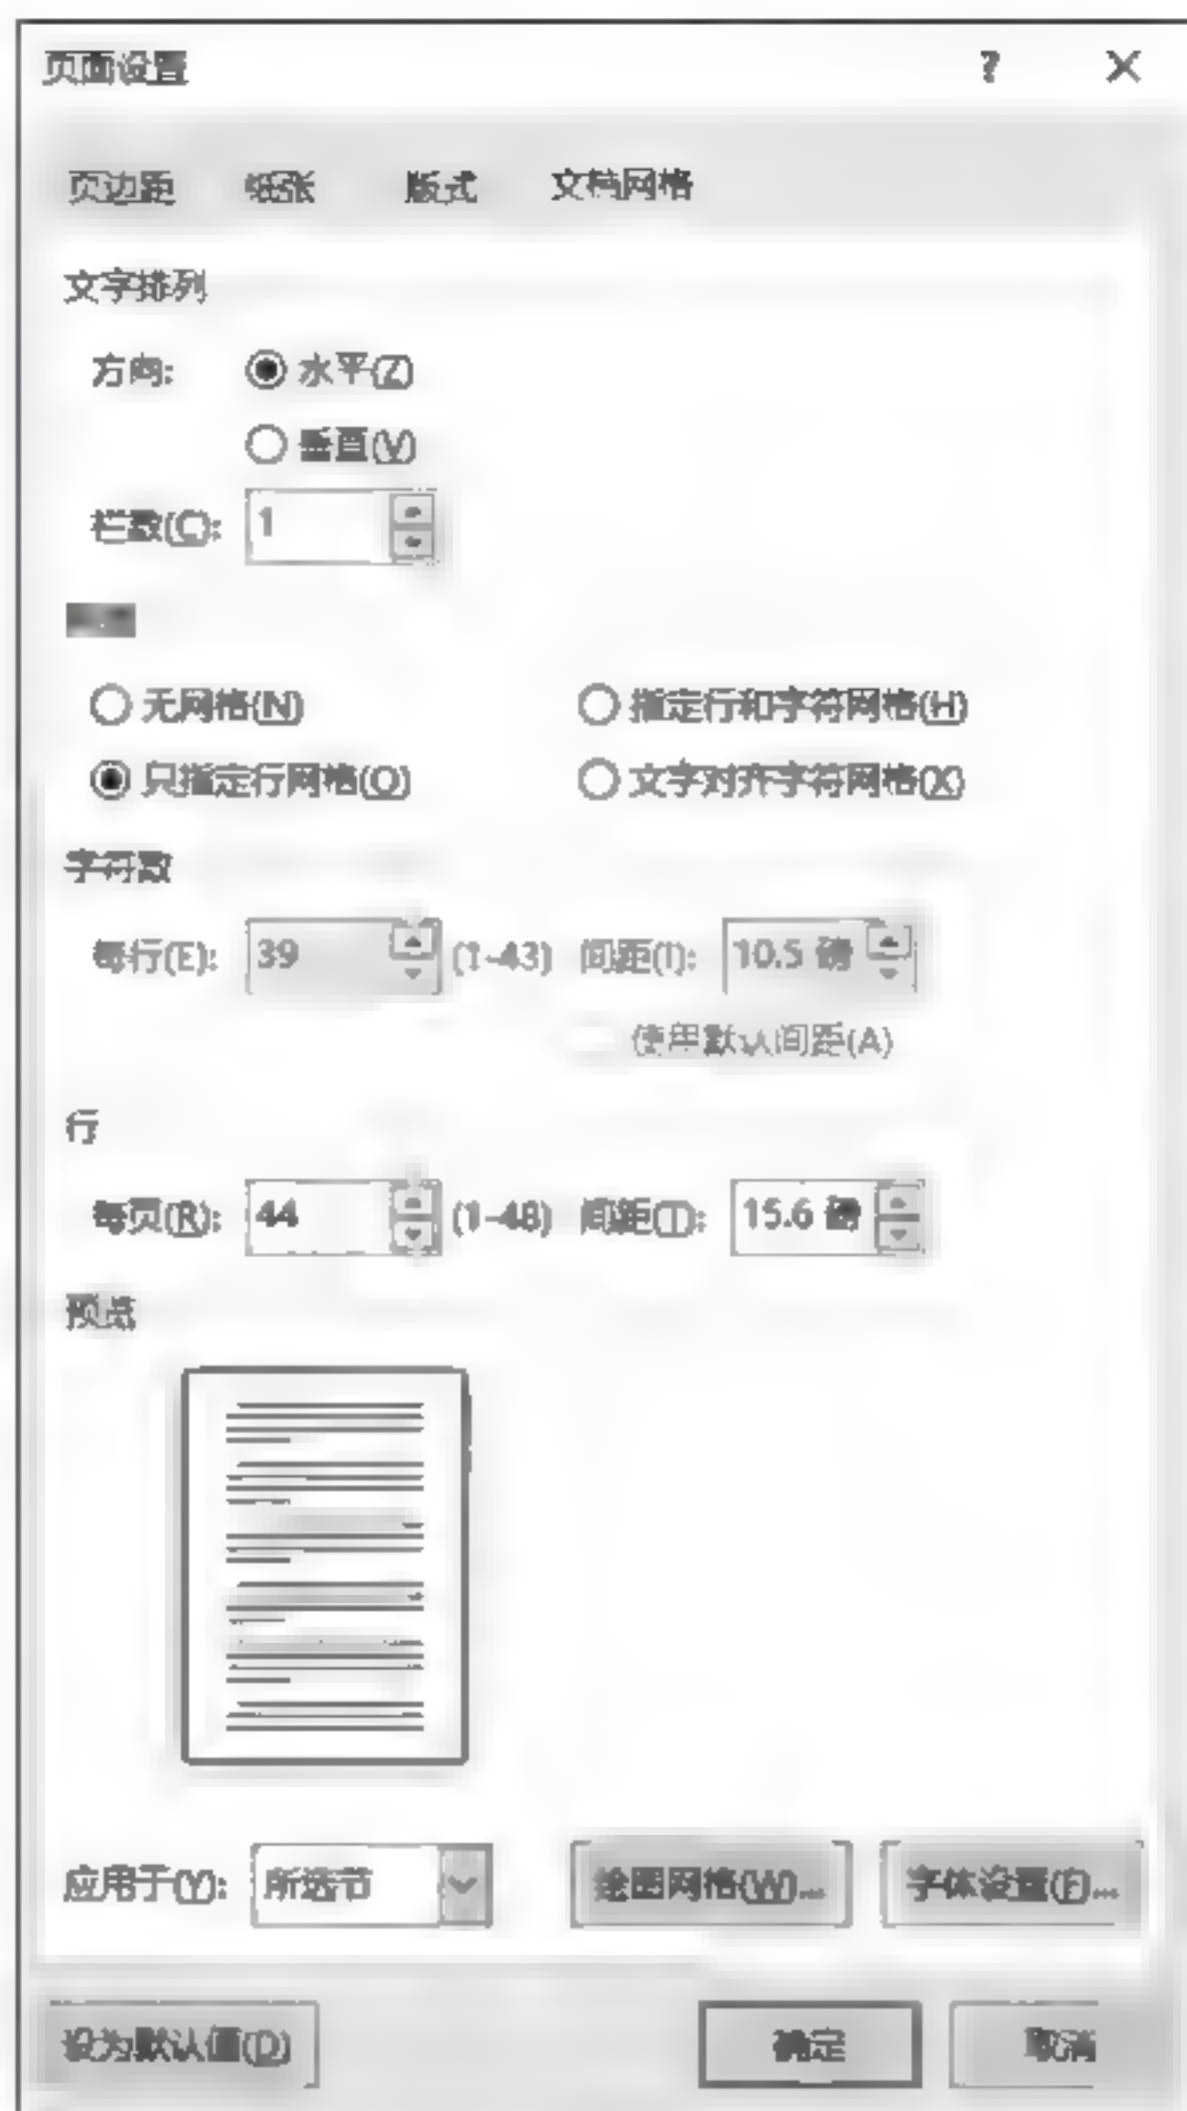 页面设置 ? ×
页边距 纸张 版式 文档网格
文字排列
方向: 水平(Z)
垂直(V)
栏数(C): 1
无网格(N) 指定行和字符网格(H)
只指定行网格(O) 文字对齐字符网格(X)
字符数
每行(E): 39 (1-43) 间距(I): 10.5 磅
使用默认间距(A)
行
每页(R): 44 (1-48) 间距(T): 15.6 磅
预览
应用于(Y): 所选节 绘图网格(W)... 字体设置(F)...
设为默认值(D) 确定 取消